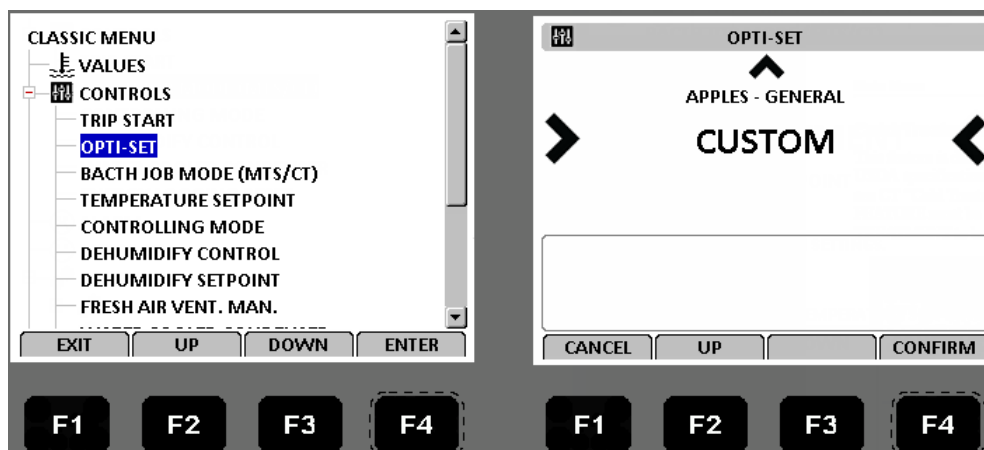 CLASSIC MENU
VALUES
CONTROLS
TRIP START
OPTI-SET
BACTH JOB MODE (MTS/CT)
TEMPERATURE SETPOINT
CONTROLLING MODE
DEHUMIDIFY CONTROL
DEHUMIDIFY SETPOINT
FRESH AIR VENT. MAN.
EXIT UP DOWN ENTER
F1 F2 F3 F4
OPTI-SET
APPLES - GENERAL
CUSTOM
CANCEL UP CONFIRM
F1 F2 F3 F4